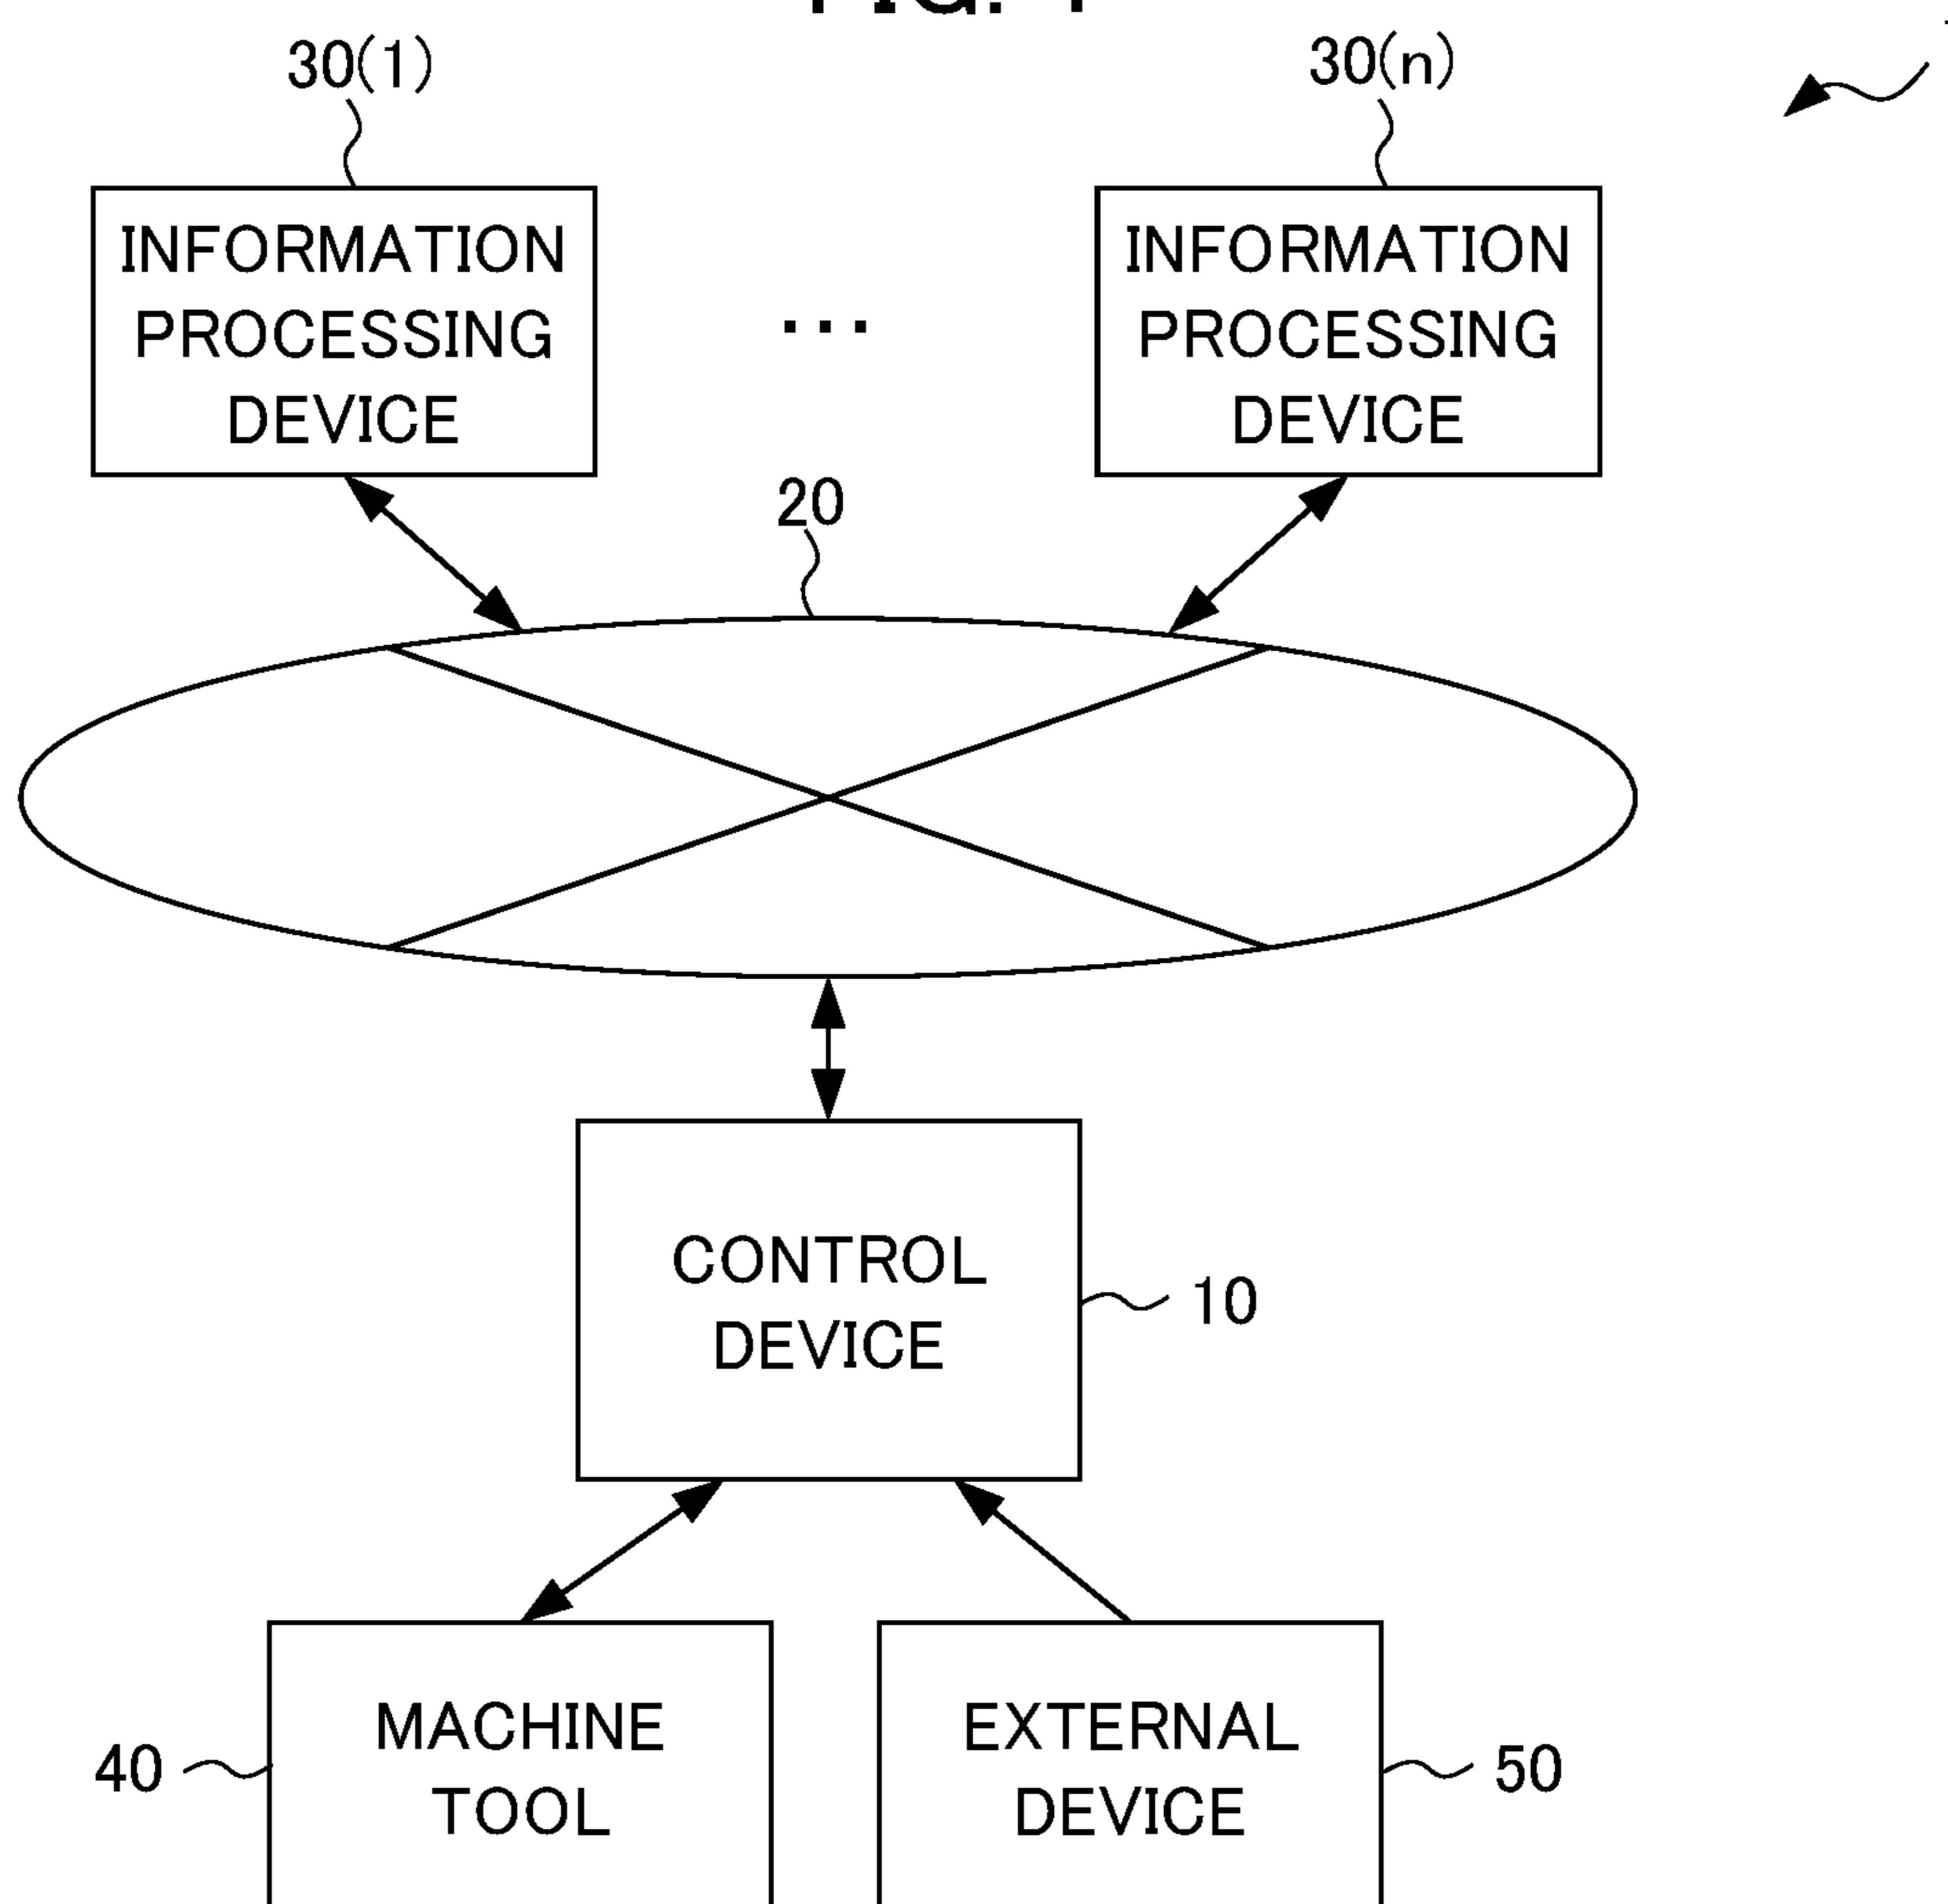 30(1)
30(n)
INFORMATION
PROCESSING
DEVICE
...
INFORMATION
PROCESSING
DEVICE
20
CONTROL
DEVICE
10
MACHINE
TOOL
40
EXTERNAL
DEVICE
50